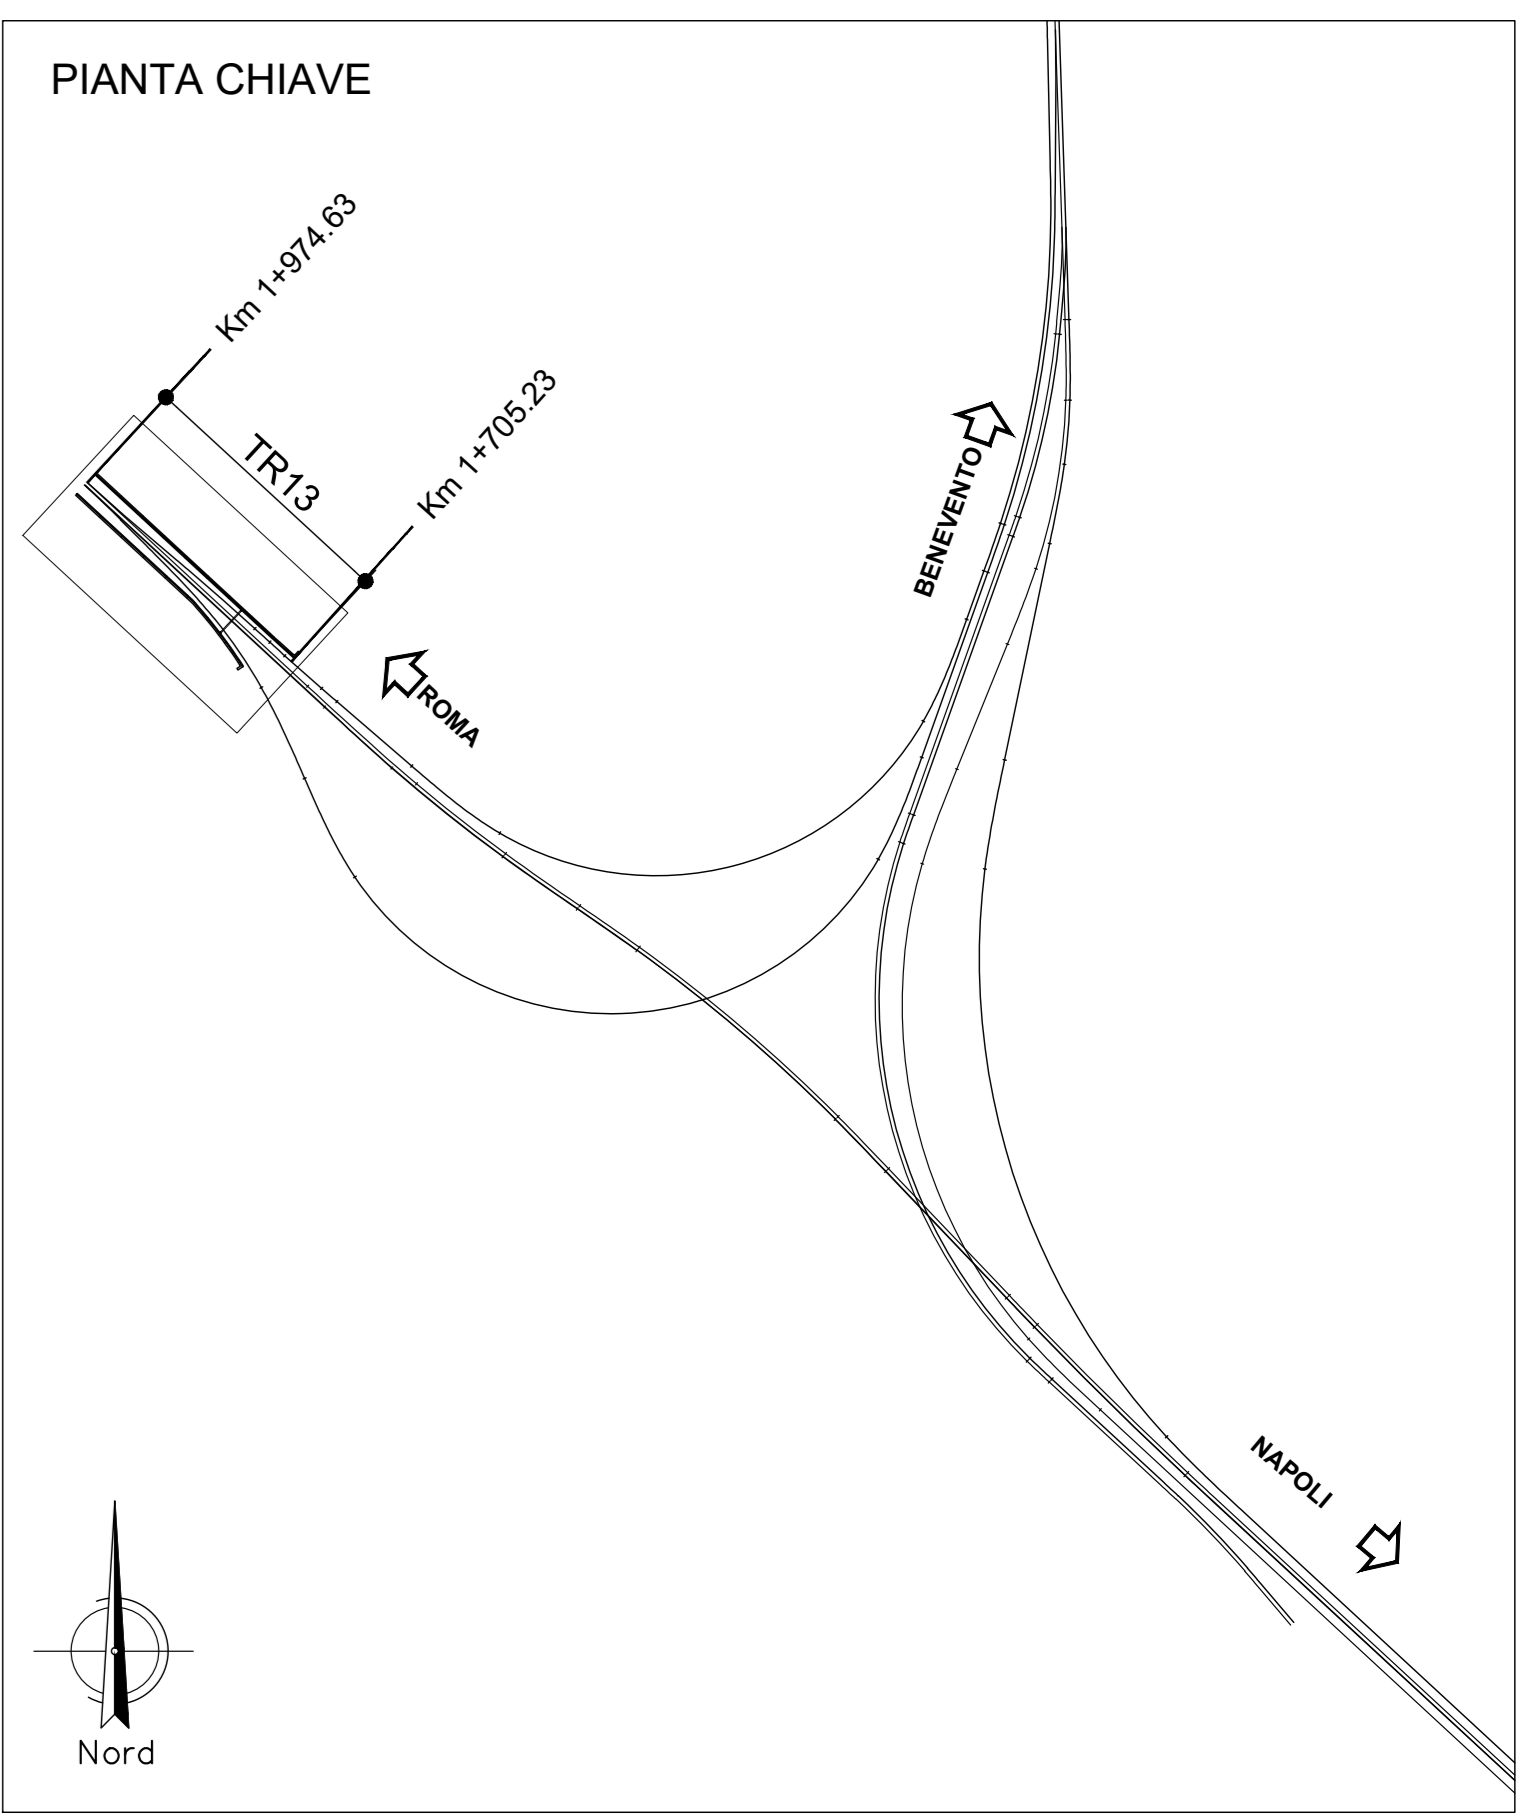 PIANTA CHIAVE
Km 1+974.63
TR13
Km 1+705.23
BENEVENTO
ROMA
NAPOLI
Nord